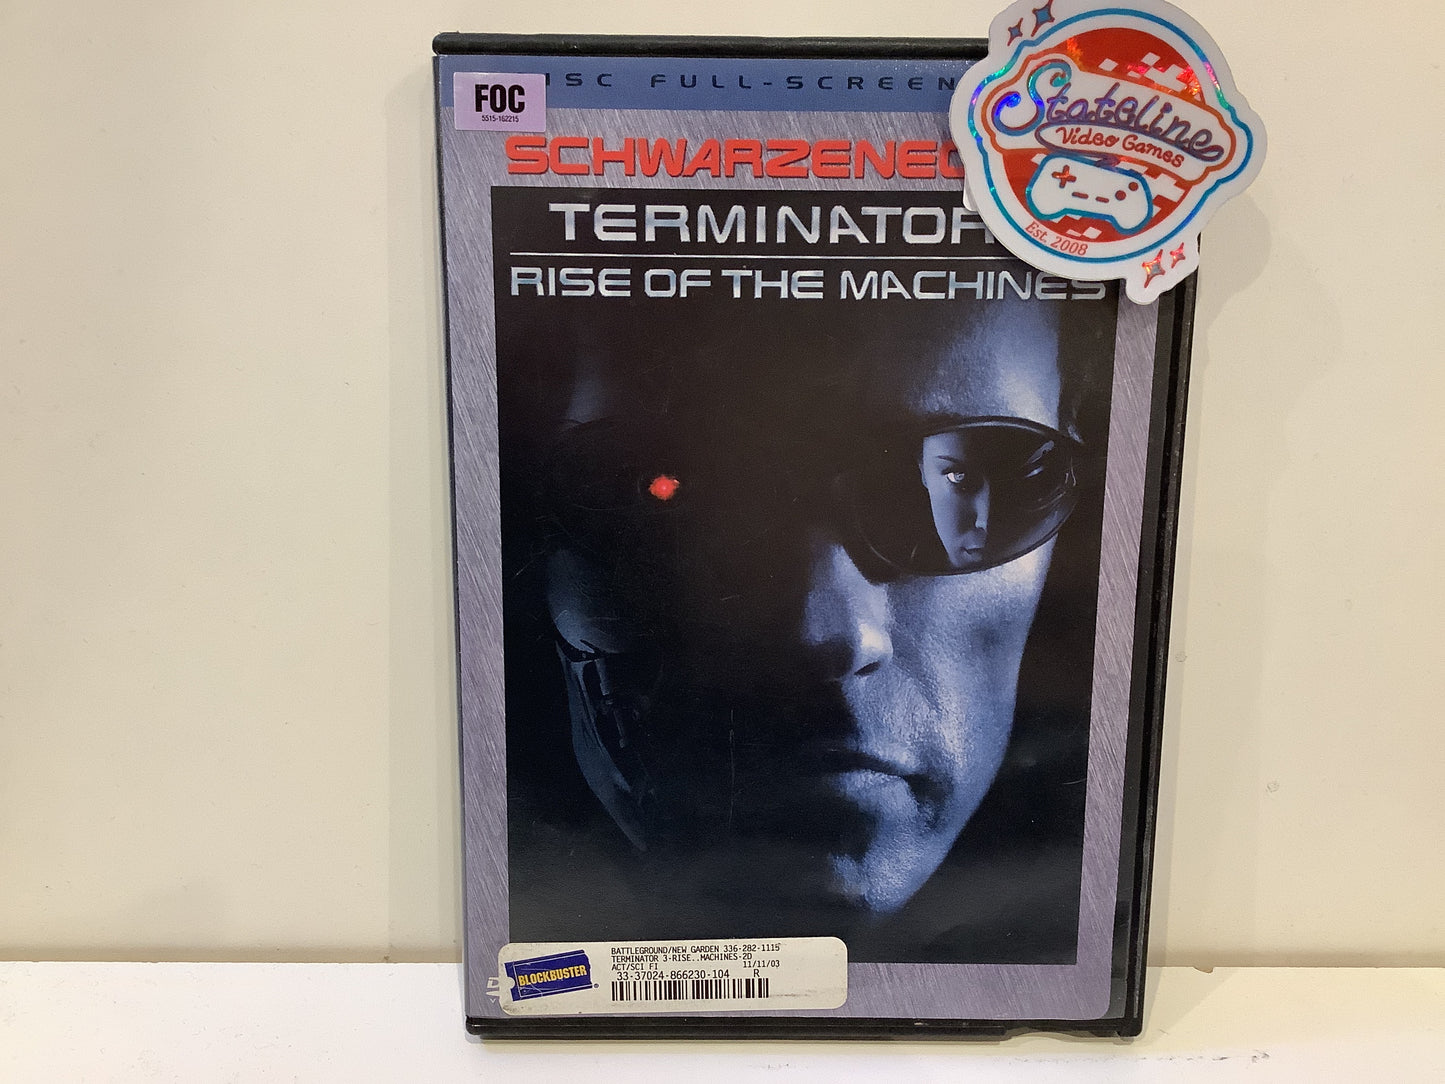 FOC
5515-162215
ISC FULL-SCREEN
SCHWARZENEG
TERMINATOR
RISE OF THE MACHINES
Stateline
Video Games
Est. 2008
BLOCKBUSTER
BATTLEGROUND/NEW GARDEN 336-282-1115
TERMINATOR 3-RISE..MACHINES-2D
ACT/SCI FI 11/11/03
33-37024-866230-104 R